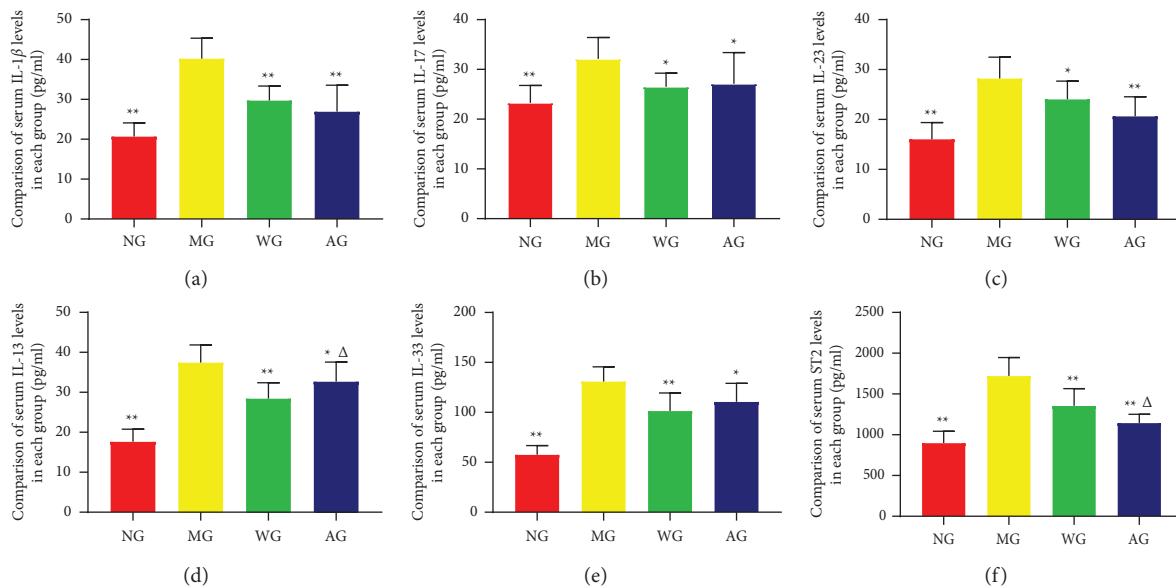 Comparison of serum IL-1β levels
in each group (pg/ml)
50
40
30
20
10
0
**
**
**
NG MG WG AG
(a)
Comparison of serum IL-17 levels
in each group (pg/ml)
40
30
20
10
0
**
*
*
NG MG WG AG
(b)
Comparison of serum IL-23 levels
in each group (pg/ml)
40
30
20
10
0
**
*
**
NG MG WG AG
(c)
Comparison of serum IL-13 levels
in each group (pg/ml)
50
40
30
20
10
0
**
**
* Δ
NG MG WG AG
(d)
Comparison of serum IL-33 levels
in each group (pg/ml)
200
150
100
50
0
**
**
*
NG MG WG AG
(e)
Comparison of serum ST2 levels
in each group (pg/ml)
2500
2000
1500
1000
500
0
**
**
** Δ
NG MG WG AG
(f)